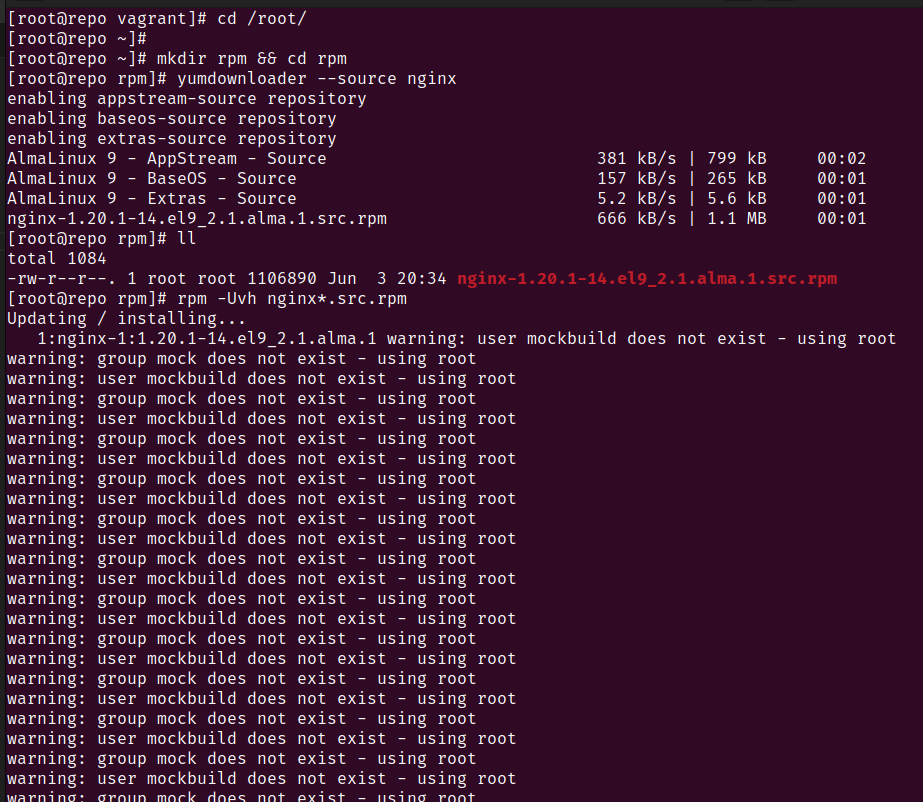 [root@repo vagrant]# cd /root/
[root@repo ~]#
[root@repo ~]# mkdir rpm && cd rpm
[root@repo rpm]# yumdownloader --source nginx
enabling appstream-source repository
enabling baseos-source repository
enabling extras-source repository
AlmaLinux 9 - AppStream - Source                           381 kB/s | 799 kB     00:02
AlmaLinux 9 - BaseOS - Source                              157 kB/s | 265 kB     00:01
AlmaLinux 9 - Extras - Source                              5.2 kB/s | 5.6 kB     00:01
nginx-1.20.1-14.el9_2.1.alma.1.src.rpm                     666 kB/s | 1.1 MB     00:01
[root@repo rpm]# ll
total 1084
-rw-r--r--. 1 root root 1106890 Jun  3 20:34 nginx-1.20.1-14.el9_2.1.alma.1.src.rpm
[root@repo rpm]# rpm -Uvh nginx*.src.rpm
Updating / installing...
   1:nginx-1:1.20.1-14.el9_2.1.alma.1 warning: user mockbuild does not exist - using root
warning: group mock does not exist - using root
warning: user mockbuild does not exist - using root
warning: group mock does not exist - using root
warning: user mockbuild does not exist - using root
warning: group mock does not exist - using root
warning: user mockbuild does not exist - using root
warning: group mock does not exist - using root
warning: user mockbuild does not exist - using root
warning: group mock does not exist - using root
warning: user mockbuild does not exist - using root
warning: group mock does not exist - using root
warning: user mockbuild does not exist - using root
warning: group mock does not exist - using root
warning: user mockbuild does not exist - using root
warning: group mock does not exist - using root
warning: user mockbuild does not exist - using root
warning: group mock does not exist - using root
warning: user mockbuild does not exist - using root
warning: group mock does not exist - using root
warning: user mockbuild does not exist - using root
warning: group mock does not exist - using root
warning: user mockbuild does not exist - using root
warning: group mock does not exist - using root